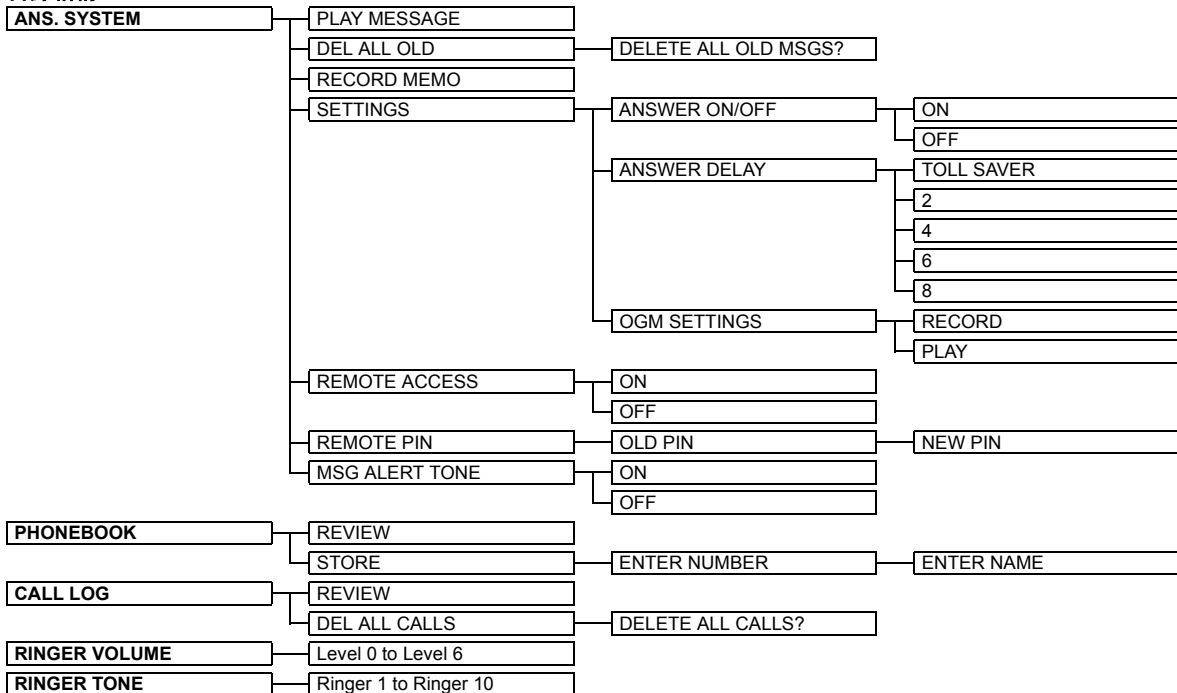 ANS. SYSTEM PLAY MESSAGE
DEL ALL OLD DELETE ALL OLD MSGS?
RECORD MEMO
SETTINGS ANSWER ON/OFF ON
OFF
ANSWER DELAY TOLL SAVER
2
4
6
8
OGM SETTINGS RECORD
PLAY
REMOTE ACCESS ON
OFF
REMOTE PIN OLD PIN NEW PIN
MSG ALERT TONE ON
OFF
PHONEBOOK REVIEW
STORE ENTER NUMBER ENTER NAME
CALL LOG REVIEW
DEL ALL CALLS DELETE ALL CALLS?
RINGER VOLUME Level 0 to Level 6
RINGER TONE Ringer 1 to Ringer 10